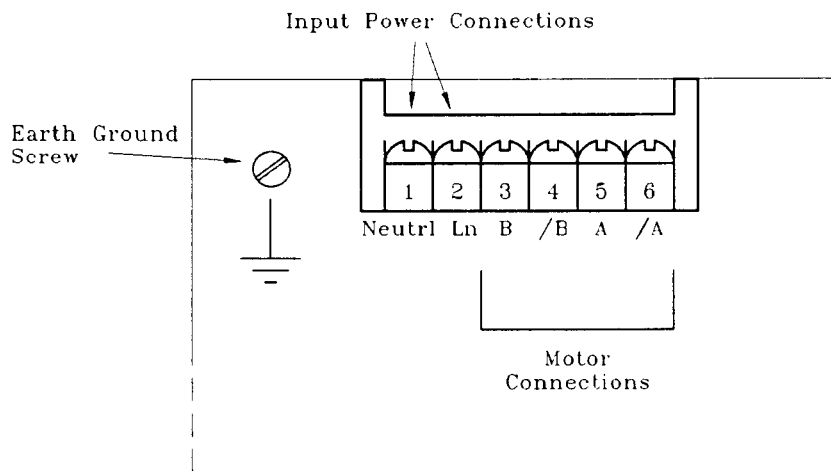 Input Power Connections
Earth Ground
Screw
1 2 3 4 5 6
Neutrl Ln B /B A /A
Motor
Connections